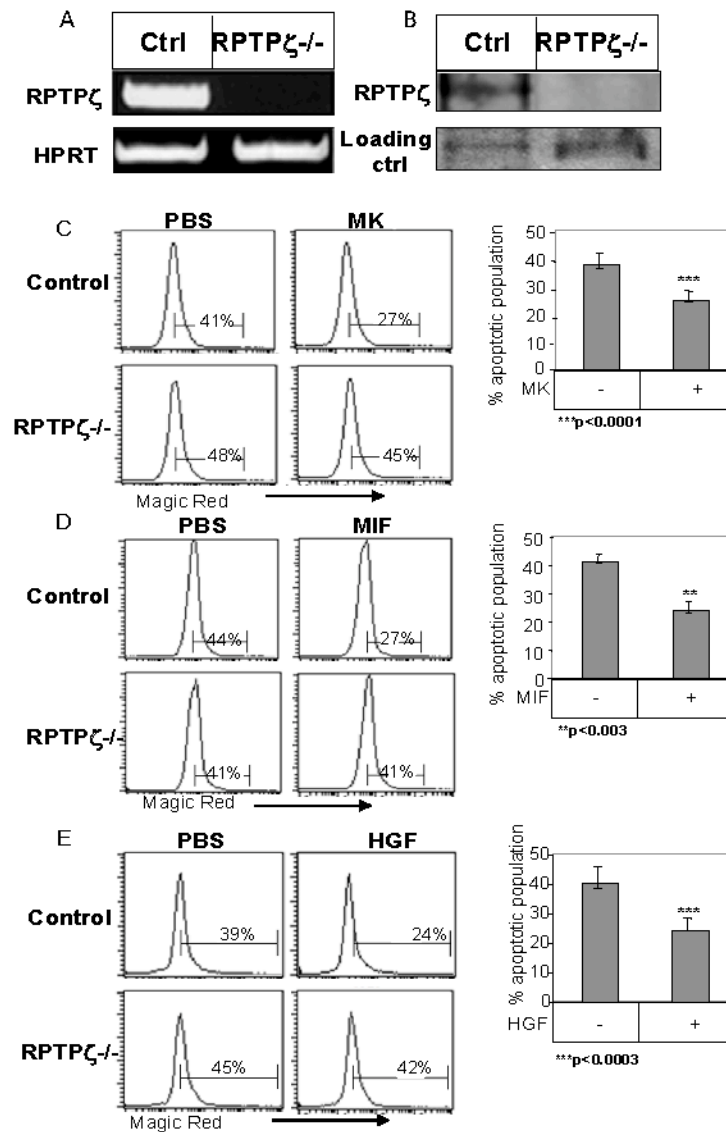 A
Ctrl RPTPζ-/-
RPTPζ
HPRT
B
Ctrl RPTPζ-/-
RPTPζ
Loading
ctrl
C
PBS MK
Control
41% 27%
RPTPζ-/-
48% 45%
Magic Red
% apoptotic population
50
40
30
20
10
0
***
MK - +
***p<0.0001
D
PBS MIF
Control
44% 27%
RPTPζ-/-
41% 41%
Magic Red
% apoptotic population
50
40
30
20
10
0
**
MIF - +
**p<0.003
E
PBS HGF
Control
39% 24%
RPTPζ-/-
45% 42%
Magic Red
% apoptotic population
50
40
30
20
10
0
***
HGF - +
***p<0.0003